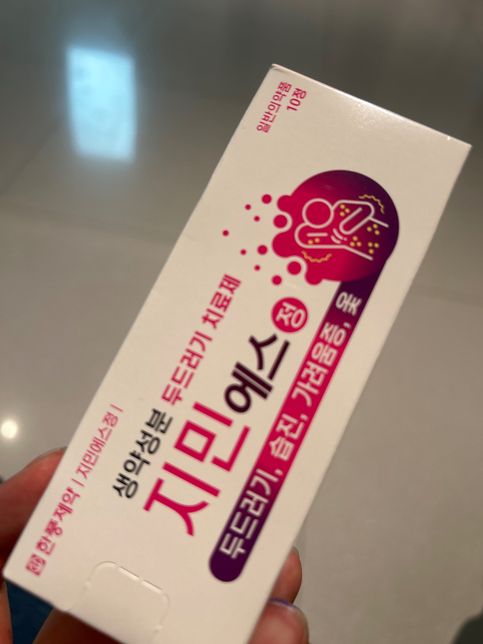 일반의약품
10정
생약성분 두드러기 치료제
지민에스정
두드러기, 습진, 가려움증, 옻
한풍제약 | 지민에스정 |